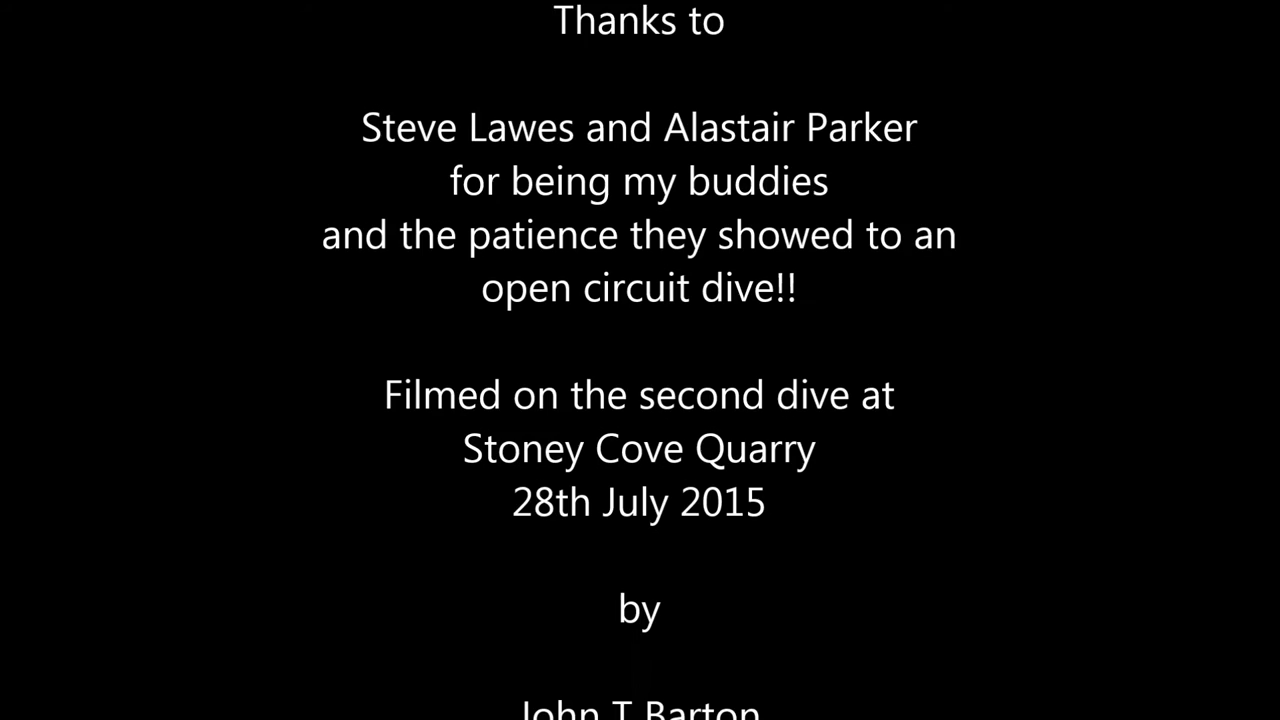 Thanks to
Steve Lawes and Alastair Parker
for being my buddies
and the patience they showed to an
open circuit dive!!
Filmed on the second dive at
Stoney Cove Quarry
28th July 2015
by
John T Barton